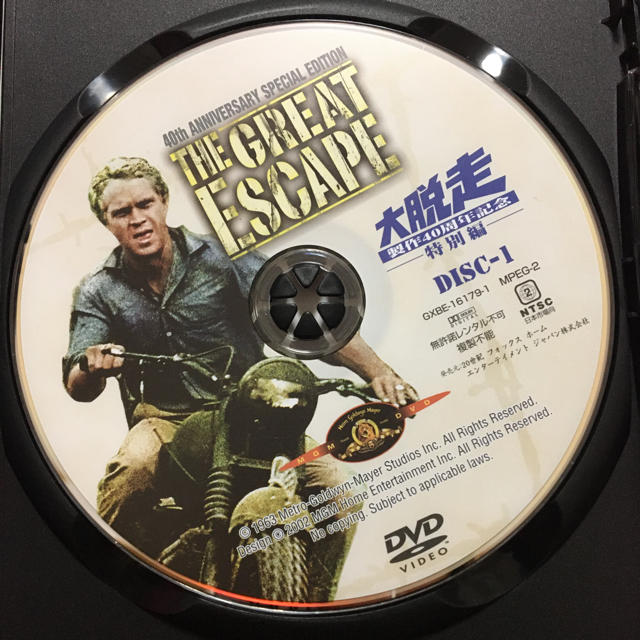 40th ANNIVERSARY SPECIAL EDITION
THE GREAT
ESCAPE
大脱走
製作40周年記念
特別編
DISC-1
GXBE-16179-1 MPEG-2
DOLBY
DIGITAL
2
NTSC
日本市場向
無許諾レンタル不可
複製不能
発売元:20世紀 フォックス ホーム
エンターテイメント ジャパン株式会社
Metro Goldwyn Mayer
MGM DVD
© 1963 Metro-Goldwyn-Mayer Studios Inc. All Rights Reserved.
Design © 2002 MGM Home Entertainment Inc. All Rights Reserved.
No copying. Subject to applicable laws.
DVD
VIDEO